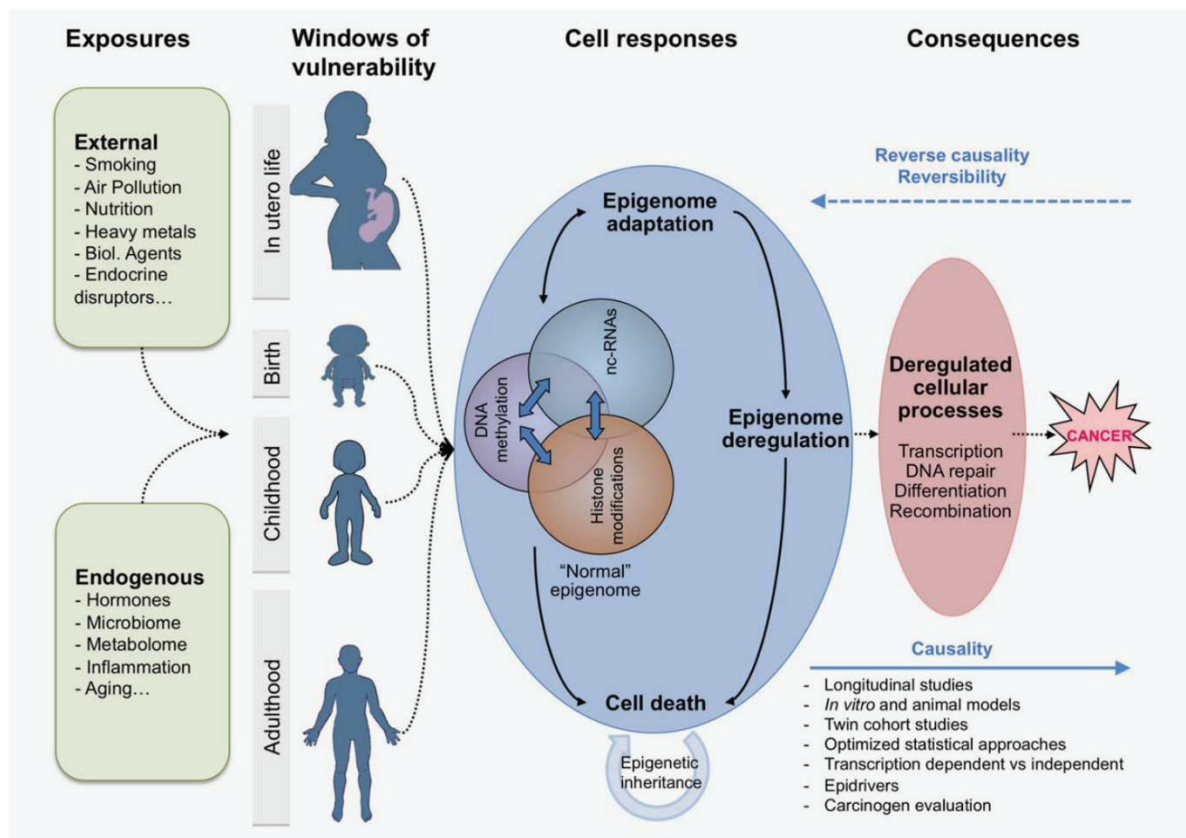 Exposures
Windows of
vulnerability
Cell responses
Consequences
External
- Smoking
- Air Pollution
- Nutrition
- Heavy metals
- Biol. Agents
- Endocrine
disruptors…
Endogenous
- Hormones
- Microbiome
- Metabolome
- Inflammation
- Aging…
In utero life
Birth
Childhood
Adulthood
Epigenome
adaptation
nc-RNAs
DNA
methylation
Histone
modifications
“Normal”
epigenome
Epigenome
deregulation
Cell death
Epigenetic
inheritance
Reverse causality
Reversibility
Deregulated
cellular
processes
Transcription
DNA repair
Differentiation
Recombination
CANCER
Causality
- Longitudinal studies
- In vitro and animal models
- Twin cohort studies
- Optimized statistical approaches
- Transcription dependent vs independent
- Epidrivers
- Carcinogen evaluation